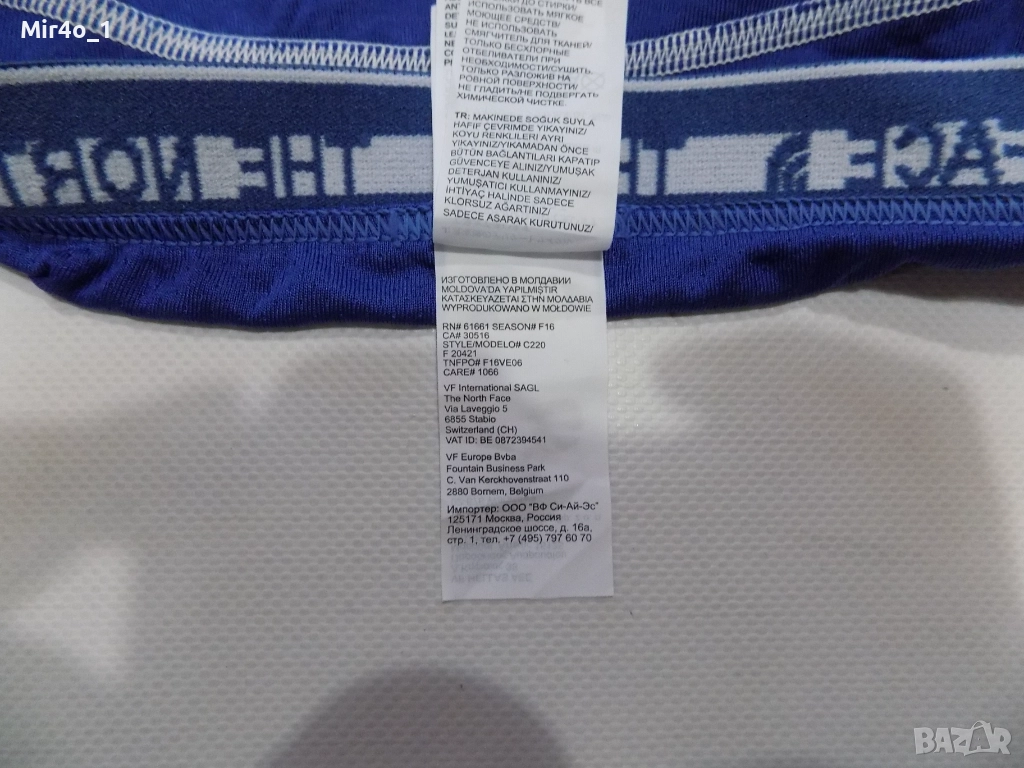 Mir4o_1
ИСПОЛЬЗОВАТЬ МЯГКОЕ
МОЮЩЕЕ СРЕДСТВО/
НЕ ИСПОЛЬЗОВАТЬ
СМЯГЧИТЕЛЬ ДЛЯ ТКАНЕЙ/
ТОЛЬКО БЕСХЛОРНЫЕ
ОТБЕЛИВАТЕЛИ ПРИ
НЕОБХОДИМОСТИ/СУШИТЬ
ТОЛЬКО РАЗЛОЖИВ НА
РОВНОЙ ПОВЕРХНОСТИ/
НЕ ГЛАДИТЬ/НЕ ПОДВЕРГАТЬ
ХИМИЧЕСКОЙ ЧИСТКЕ.
TR: MAKINEDE SOĞUK SUYLA
HAFIF ÇEVRIMDE YIKAYINIZ/
KOYU RENKLILERI AYRI
YIKAYINIZ/YIKAMADAN ÖNCE
BÜTÜN BAĞLANTILARI KAPATIP
GÜVENCEYE ALINIZ/YUMUŞAK
DETERJAN KULLANINIZ/
YUMUŞATICI KULLANMAYINIZ/
İHTİYAÇ HALINDE SADECE
KLORSUZ AĞARTINIZ/
SADECE ASARAK KURUTUNUZ/
ИЗГОТОВЛЕНО В МОЛДАВИИ
MOLDOVA'DA YAPILMIŞTIR
ΚΑΤΑΣΚΕΥΑΖΕΤΑΙ ΣΤΗΝ ΜΟΛΔΑΒΙΑ
WYPRODUKOWANO W MOŁDOWIE
RN# 61661 SEASON# F16
CA# 30516
STYLE/MODELO# C220
F 20421
TNFPO# F16VE06
CARE# 1066
VF International SAGL
The North Face
Via Laveggio 5
6855 Stabio
Switzerland (CH)
VAT ID: BE 0872394541
VF Europe Bvba
Fountain Business Park
C. Van Kerckhovenstraat 110
2880 Bornem, Belgium
Импортер: ООО "ВФ Си-Ай-Эс"
125171 Москва, Россия
Ленинградское шоссе, д. 16а,
стр. 1, тел. +7 (495) 797 60 70
BAZAR